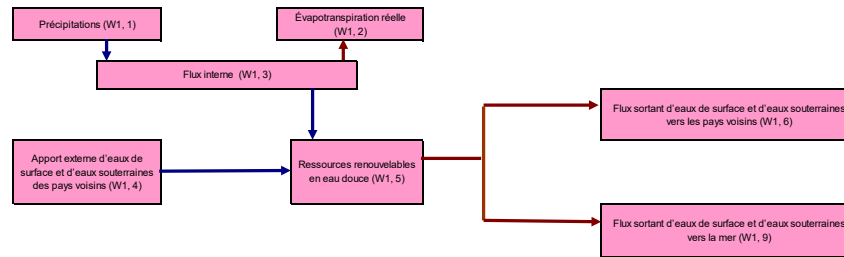 Précipitations (W1, 1)
Évapotranspiration réelle
(W1, 2)
Flux interne (W1, 3)
Flux sortant d'eaux de surface et d'eaux souterraines
vers les pays voisins (W1, 6)
Apport externe d'eaux de
surface et d'eaux souterraines
des pays voisins (W1, 4)
Ressources renouvelables
en eau douce (W1, 5)
Flux sortant d'eaux de surface et d'eaux souterraines
vers la mer (W1, 9)